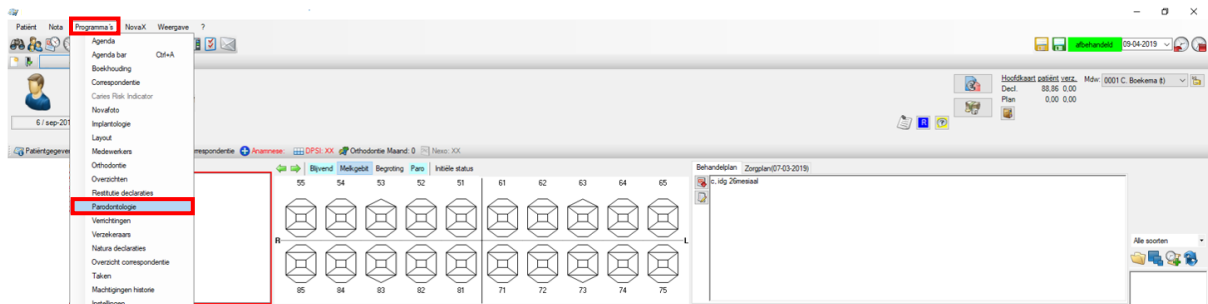 Patiënt Nota Programma's NovaX Weergave ?
Agenda
Agenda bar Ctrl+A
Boekhouding
Correspondentie
Caries Risk Indicator
Novafoto
Implantologie
Layout
Medewerkers
Orthodontie
Overzichten
Restitutie declaraties
Parodontologie
Verrichtingen
Verzekeraars
Natura declaraties
Overzicht correspondentie
Taken
Machtigingen historie
Instellingen
afbehandeld 09-04-2019
Hoofdkaart patiënt verz. Mdw: 0001 C. Boekema (t)
Decl. 88,86 0,00
Plan 0,00 0,00
6 / sep-201
R
Patiëntgegeven respondentie Anamnese: DPSI: XX Orthodontie Maand: 0 Nexo: XX
Blijvend Melkgebit Begroting Paro Initiële status
55 54 53 52 51 61 62 63 64 65
R L
85 84 83 82 81 71 72 73 74 75
Behandelplan Zorgplan(07-03-2019)
c, idg 26mesiaal
Alle soorten